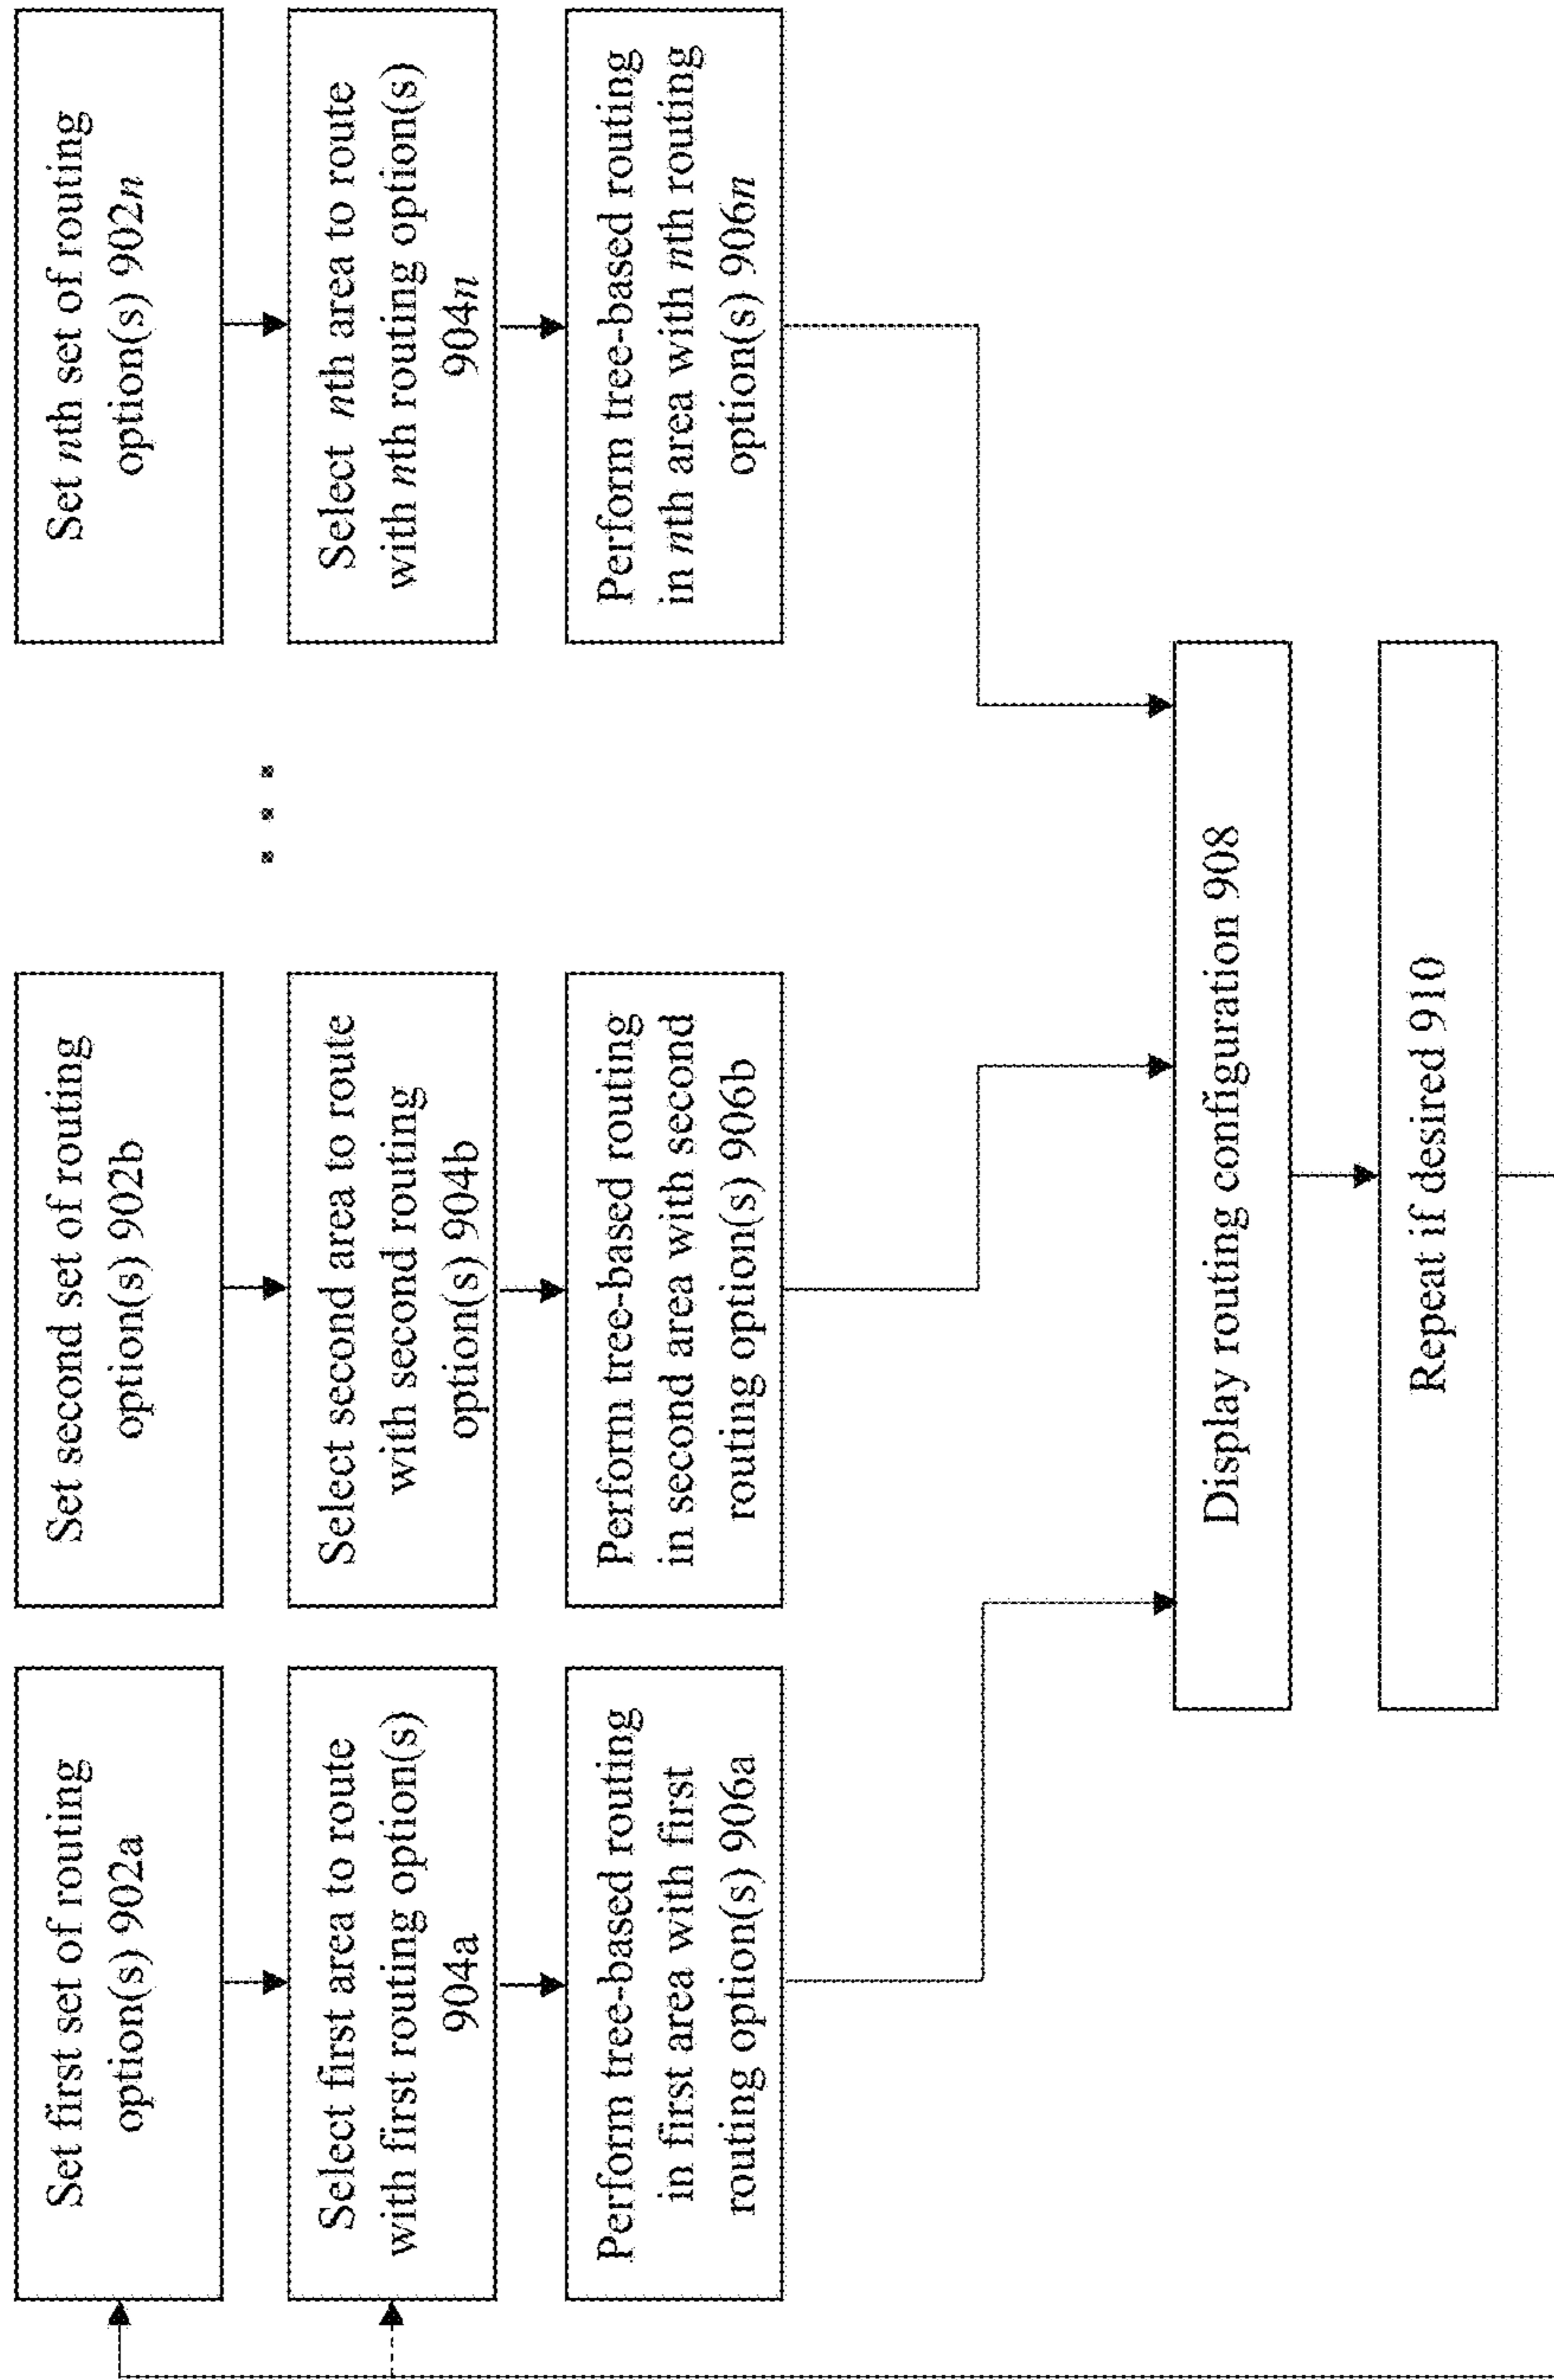 Set first set of routing
option(s) 902a
Select first area to route
with first routing option(s)
904a
Perform tree-based routing
in first area with first
routing option(s) 906a
Set second set of routing
option(s) 902b
Select second area to route
with second routing
option(s) 904b
Perform tree-based routing
in second area with second
routing option(s) 906b
. . .
Set nth set of routing
option(s) 902n
Select nth area to route
with nth routing option(s)
904n
Perform tree-based routing
in nth area with nth routing
option(s) 906n
Display routing configuration 908
Repeat if desired 910